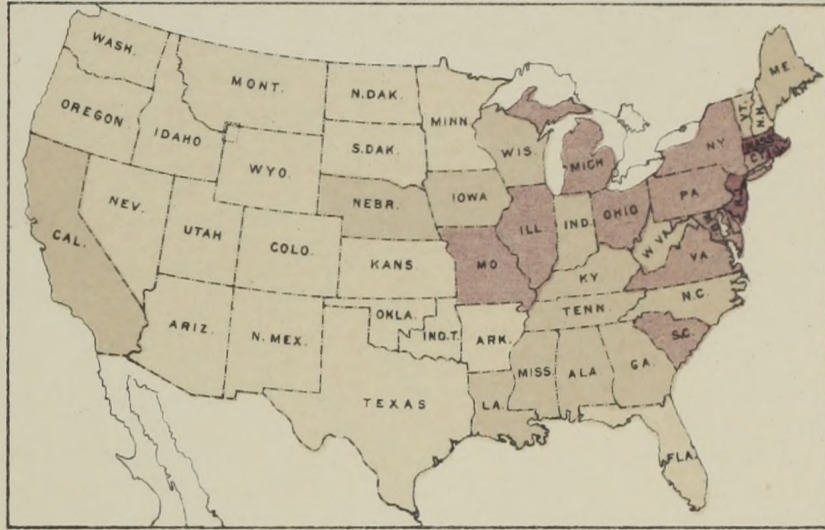 WASH.
OREGON
IDAHO
MONT.
N.DAK.
S.DAK.
MINN
WIS.
MICH
WYO.
NEBR.
IOWA
NEV.
UTAH
COLO.
KANS.
CAL.
ARIZ.
N.MEX.
OKLA.
IND.T.
TEXAS
MO
ARK.
LA.
ILL
IND.
OHIO
KY
TENN.
MISS
ALA
GA.
FLA.
S.C.
N.C.
VA.
W VA.
PA
NY
VT.
N.H.
ME.
MASS
CT.